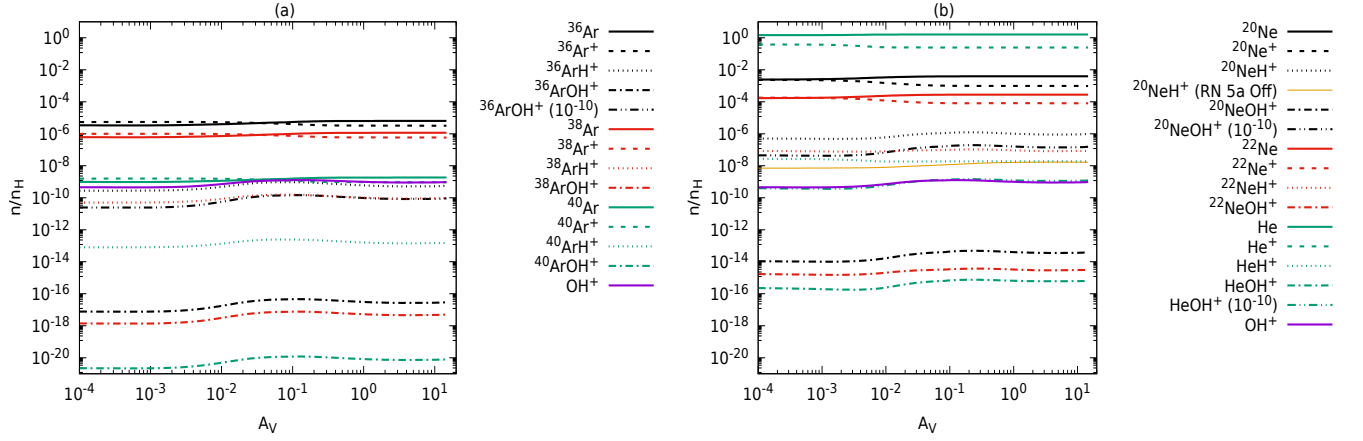 (a)
n/n_H
10^0
10^-2
10^-4
10^-6
10^-8
10^-10
10^-12
10^-14
10^-16
10^-18
10^-20
10^-4
10^-3
10^-2
10^-1
10^0
10^1
A_V
^36Ar
^36Ar^+
^36ArH^+
^36ArOH^+
^36ArOH^+ (10^-10)
^38Ar
^38Ar^+
^38ArH^+
^38ArOH^+
^40Ar
^40Ar^+
^40ArH^+
^40ArOH^+
OH^+
(b)
n/n_H
10^0
10^-2
10^-4
10^-6
10^-8
10^-10
10^-12
10^-14
10^-16
10^-18
10^-20
10^-4
10^-3
10^-2
10^-1
10^0
10^1
A_V
^20Ne
^20Ne^+
^20NeH^+
^20NeH^+ (RN 5a Off)
^20NeOH^+
^20NeOH^+ (10^-10)
^22Ne
^22Ne^+
^22NeH^+
^22NeOH^+
He
He^+
HeH^+
HeOH^+
HeOH^+ (10^-10)
OH^+